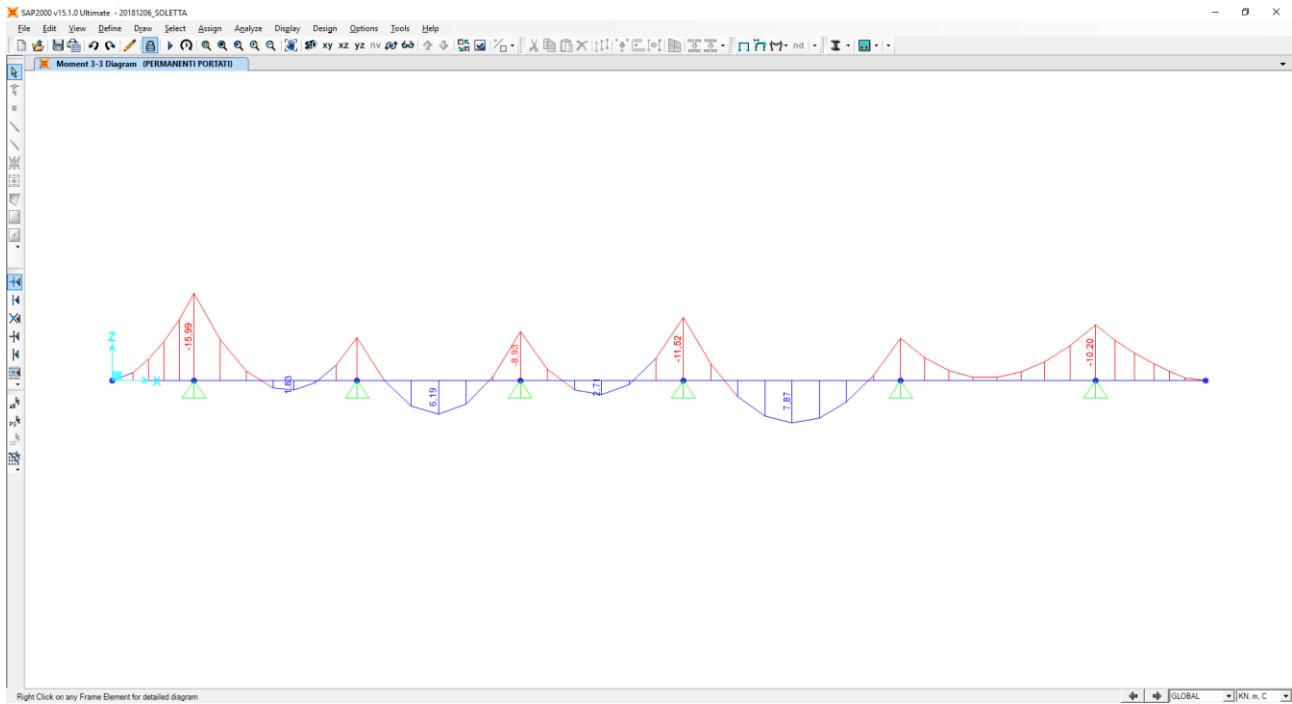 SAP2000 v15.1.0 Ultimate - 20181206_SOLETTA
File Edit View Define Draw Select Assign Analyze Display Design Options Tools Help
xy xz yz nv nd
Moment 3-3 Diagram (PERMANENTI PORTATI)
Z
X
-15,99
1,83
6,19
-8,93
2,71
-11,52
7,87
-10,20
Right Click on any Frame Element for detailed diagram
GLOBAL
KN, m, C